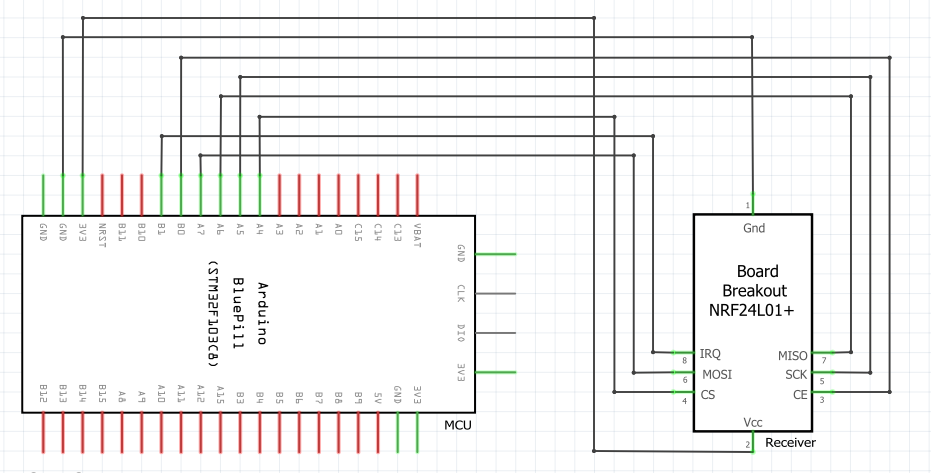 GND
GND
3V3
NRST
B11
B10
B1
B0
A7
A6
A5
A4
A3
A2
A1
A0
C15
C14
C13
VBAT
GND
CLK
DIO
3V3
Arduino
BluePill
(STM32F103C8)
B12
B13
B14
B15
A8
A9
A10
A11
A12
A15
B3
B4
B5
B6
B7
B8
B9
5V
GND
3V3
MCU
1
Gnd
Board
Breakout
NRF24L01+
8 IRQ MISO 7
6 MOSI SCK 5
4 CS CE 3
Vcc
2 Receiver